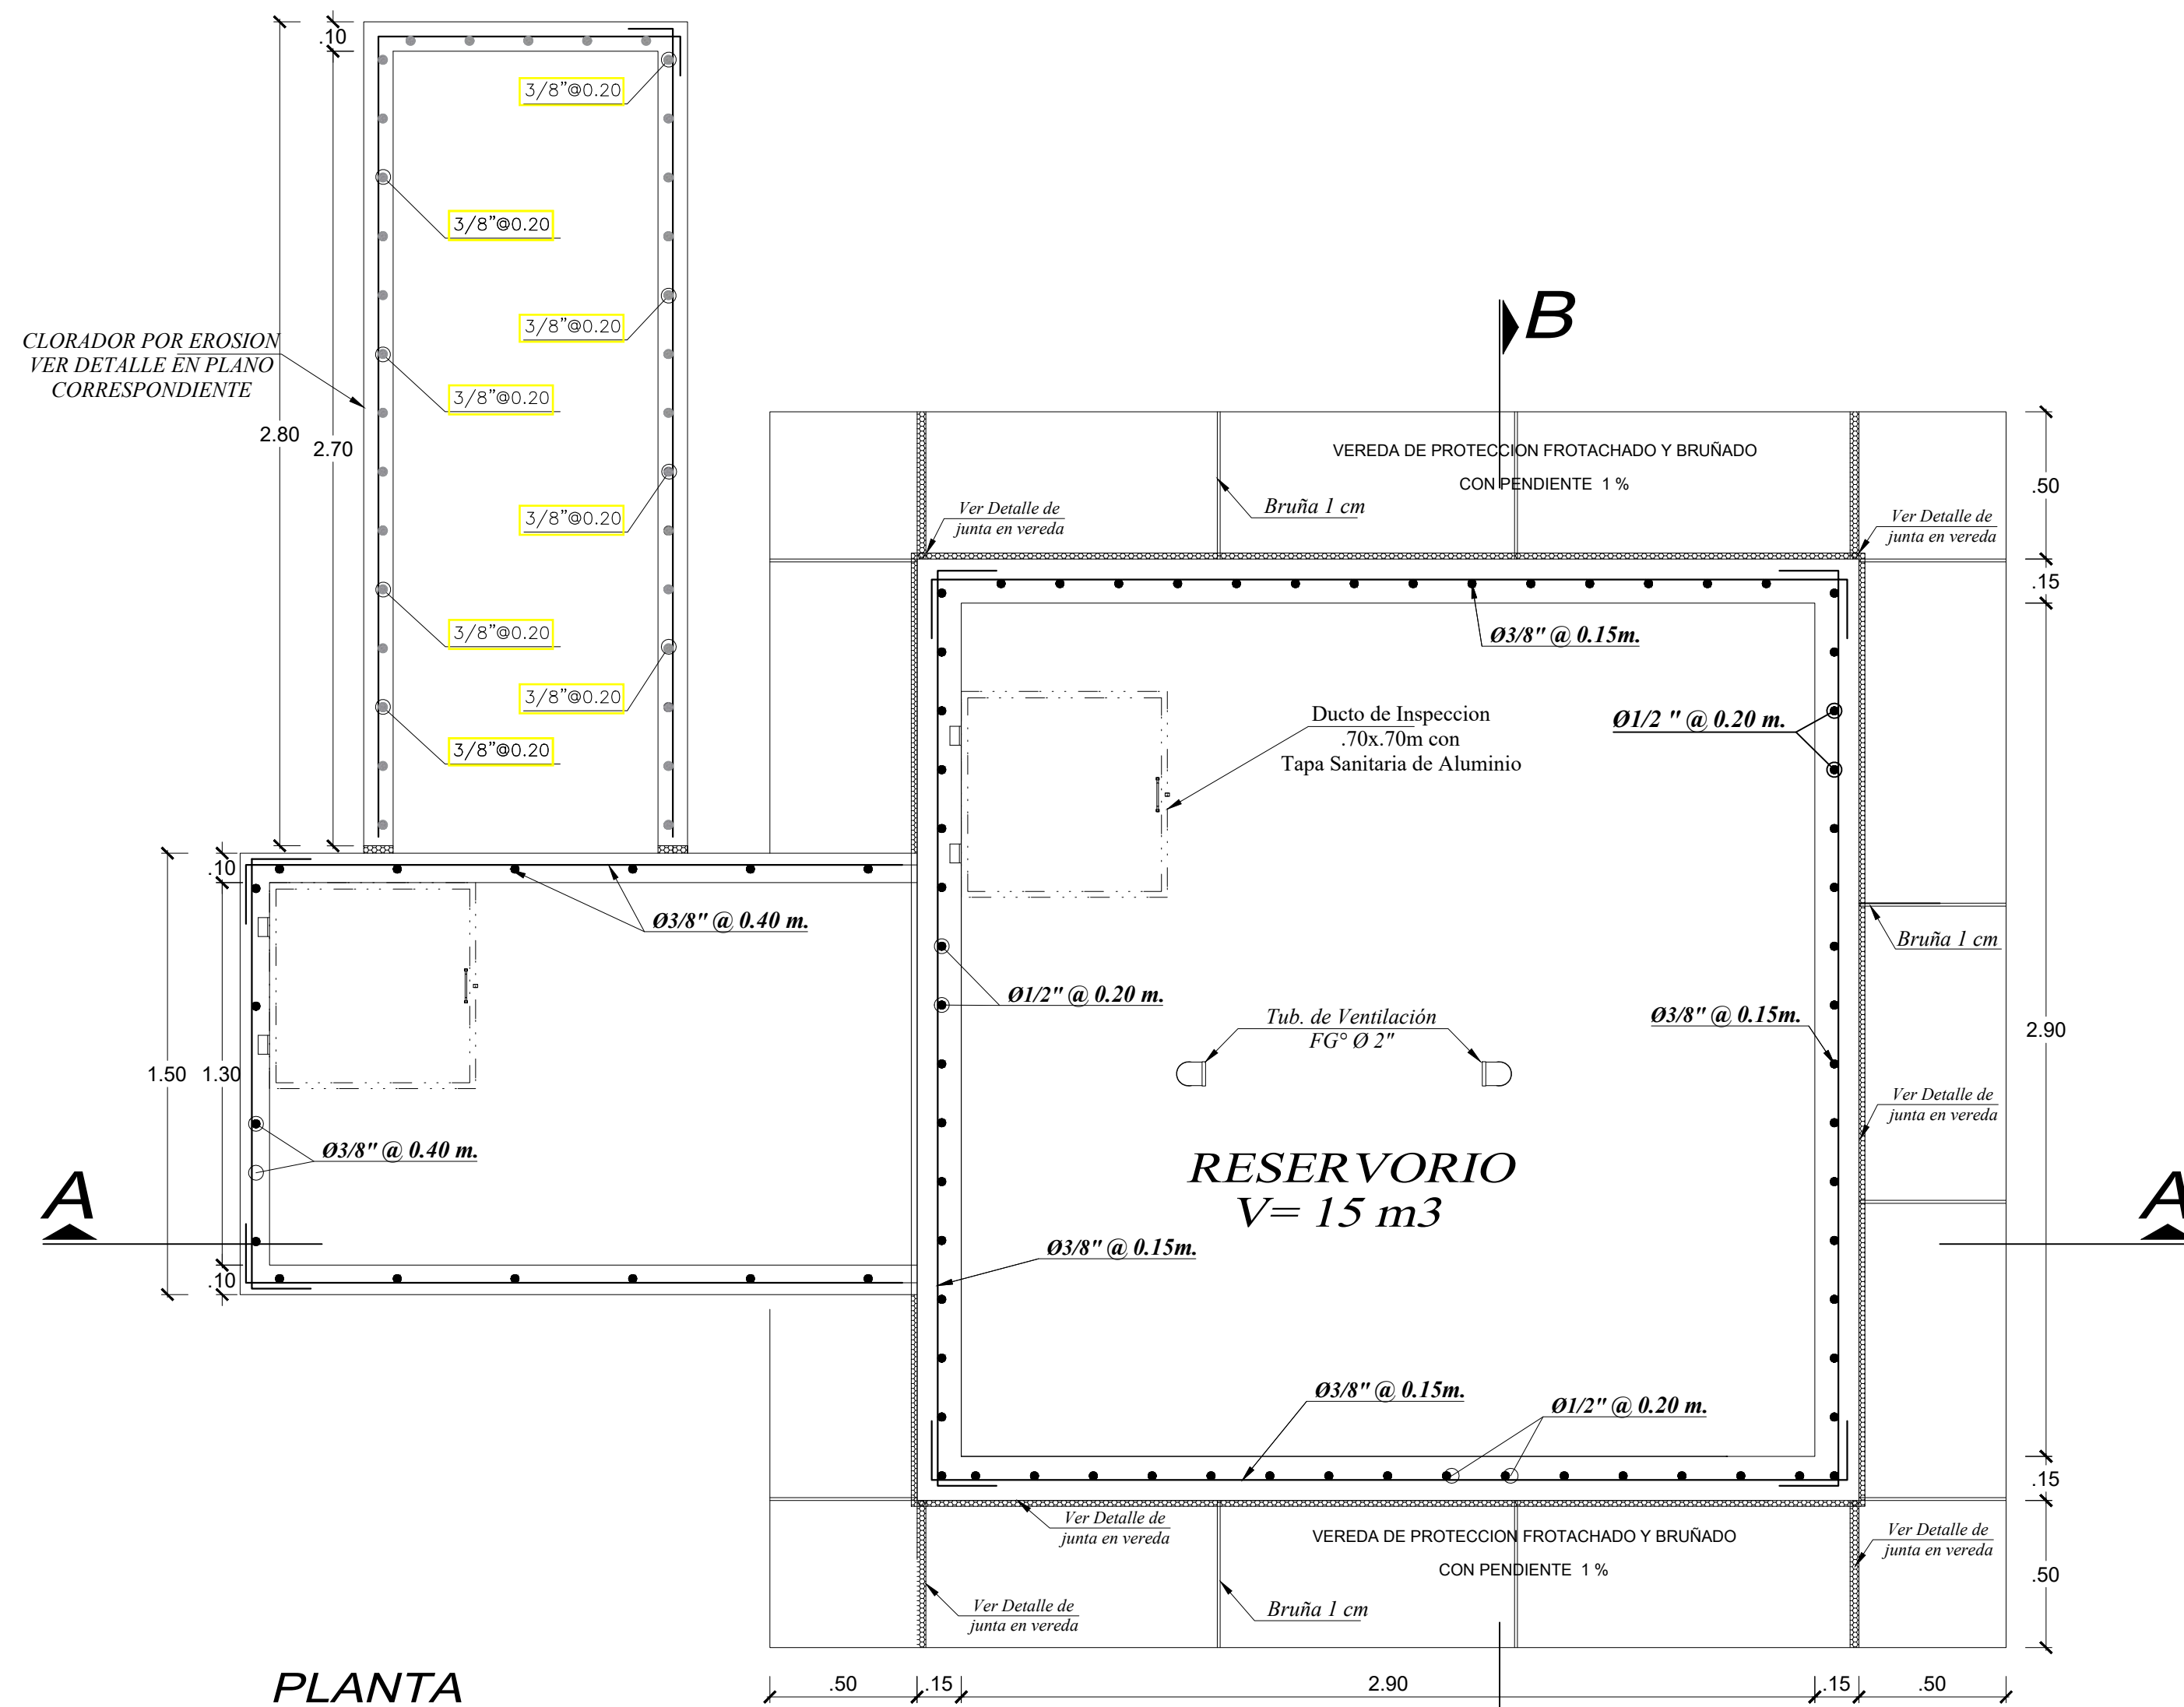 .10
3/8"@0.20
3/8"@0.20
3/8"@0.20
CLORADOR POR EROSION
VER DETALLE EN PLANO
CORRESPONDIENTE
3/8"@0.20
2.80
2.70
3/8"@0.20
3/8"@0.20
3/8"@0.20
3/8"@0.20
B
VEREDA DE PROTECCION FROTACHADO Y BRUÑADO
CON PENDIENTE 1 %
.50
Ver Detalle de
junta en vereda
Bruña 1 cm
Ver Detalle de
junta en vereda
.15
Ø3/8" @ 0.15m.
Ducto de Inspeccion
.70x.70m con
Tapa Sanitaria de Aluminio
Ø1/2 " @ 0.20 m.
.10
Ø3/8" @ 0.40 m.
Bruña 1 cm
Ø1/2" @ 0.20 m.
Tub. de Ventilación
FG° Ø 2"
Ø3/8" @ 0.15m.
2.90
1.50
1.30
Ver Detalle de
junta en vereda
Ø3/8" @ 0.40 m.
RESERVORIO
V= 15 m3
A
A
Ø3/8" @ 0.15m.
.10
Ø3/8" @ 0.15m.
Ø1/2" @ 0.20 m.
.15
Ver Detalle de
junta en vereda
VEREDA DE PROTECCION FROTACHADO Y BRUÑADO
CON PENDIENTE 1 %
Ver Detalle de
junta en vereda
.50
Ver Detalle de
junta en vereda
Bruña 1 cm
PLANTA
.50
.15
2.90
.15
.50